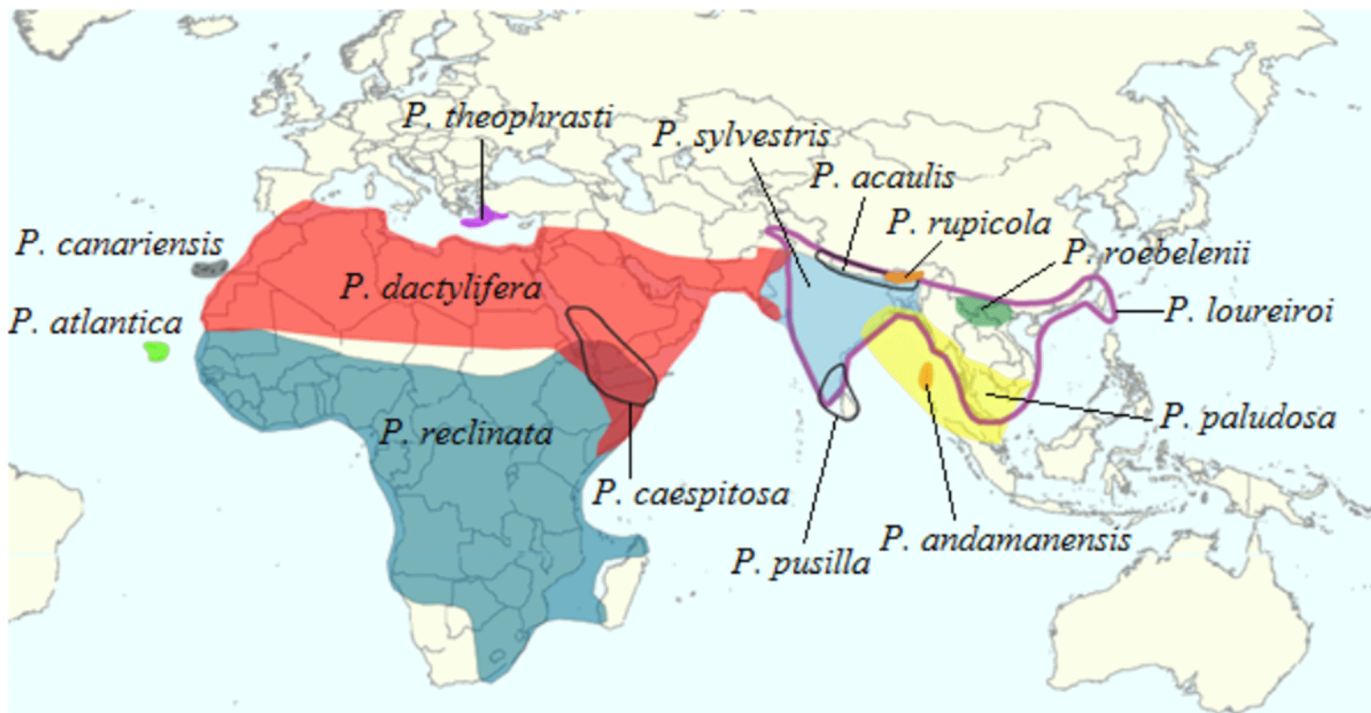 P. theophrasti
P. sylvestris
P. acaulis
P. rupicola
P. canariensis
P. roebelenii
P. dactylifera
P. atlantica
P. loureiroi
P. reclinata
P. paludosa
P. caespitosa
P. andamanensis
P. pusilla